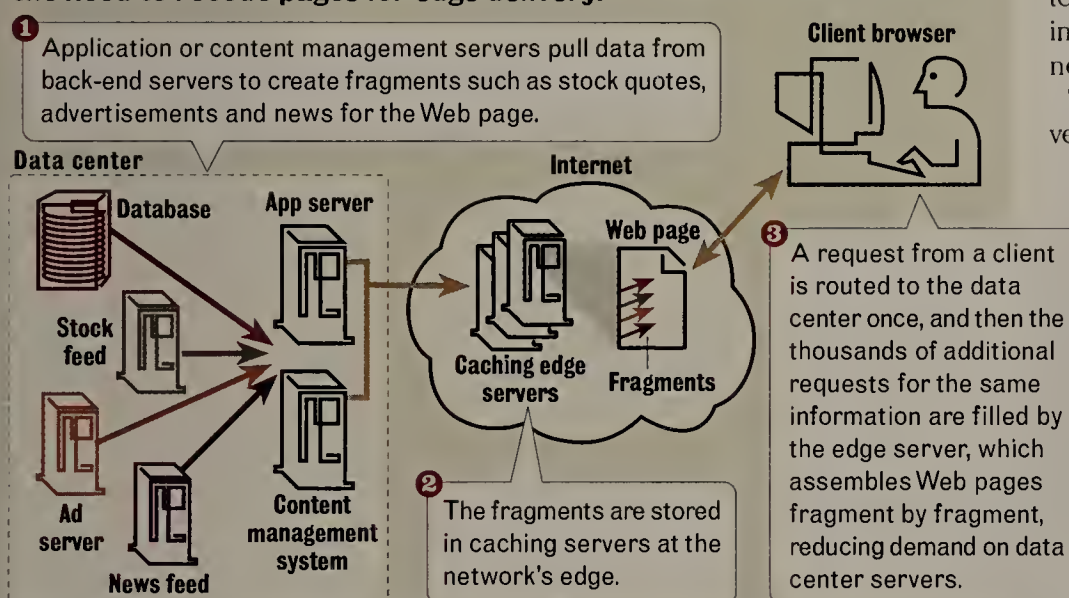 1
Application or content management servers pull data from
back-end servers to create fragments such as stock quotes,
advertisements and news for the Web page.
Client browser
Data center
Database
App server
Stock
feed
Ad
server
News feed
Content
management
system
Internet
Web page
Caching edge
servers
Fragments
2
The fragments are stored
in caching servers at the
network's edge.
3
A request from a client
is routed to the data
center once, and then the
thousands of additional
requests for the same
information are filled by
the edge server, which
assembles Web pages
fragment by fragment,
reducing demand on data
center servers.